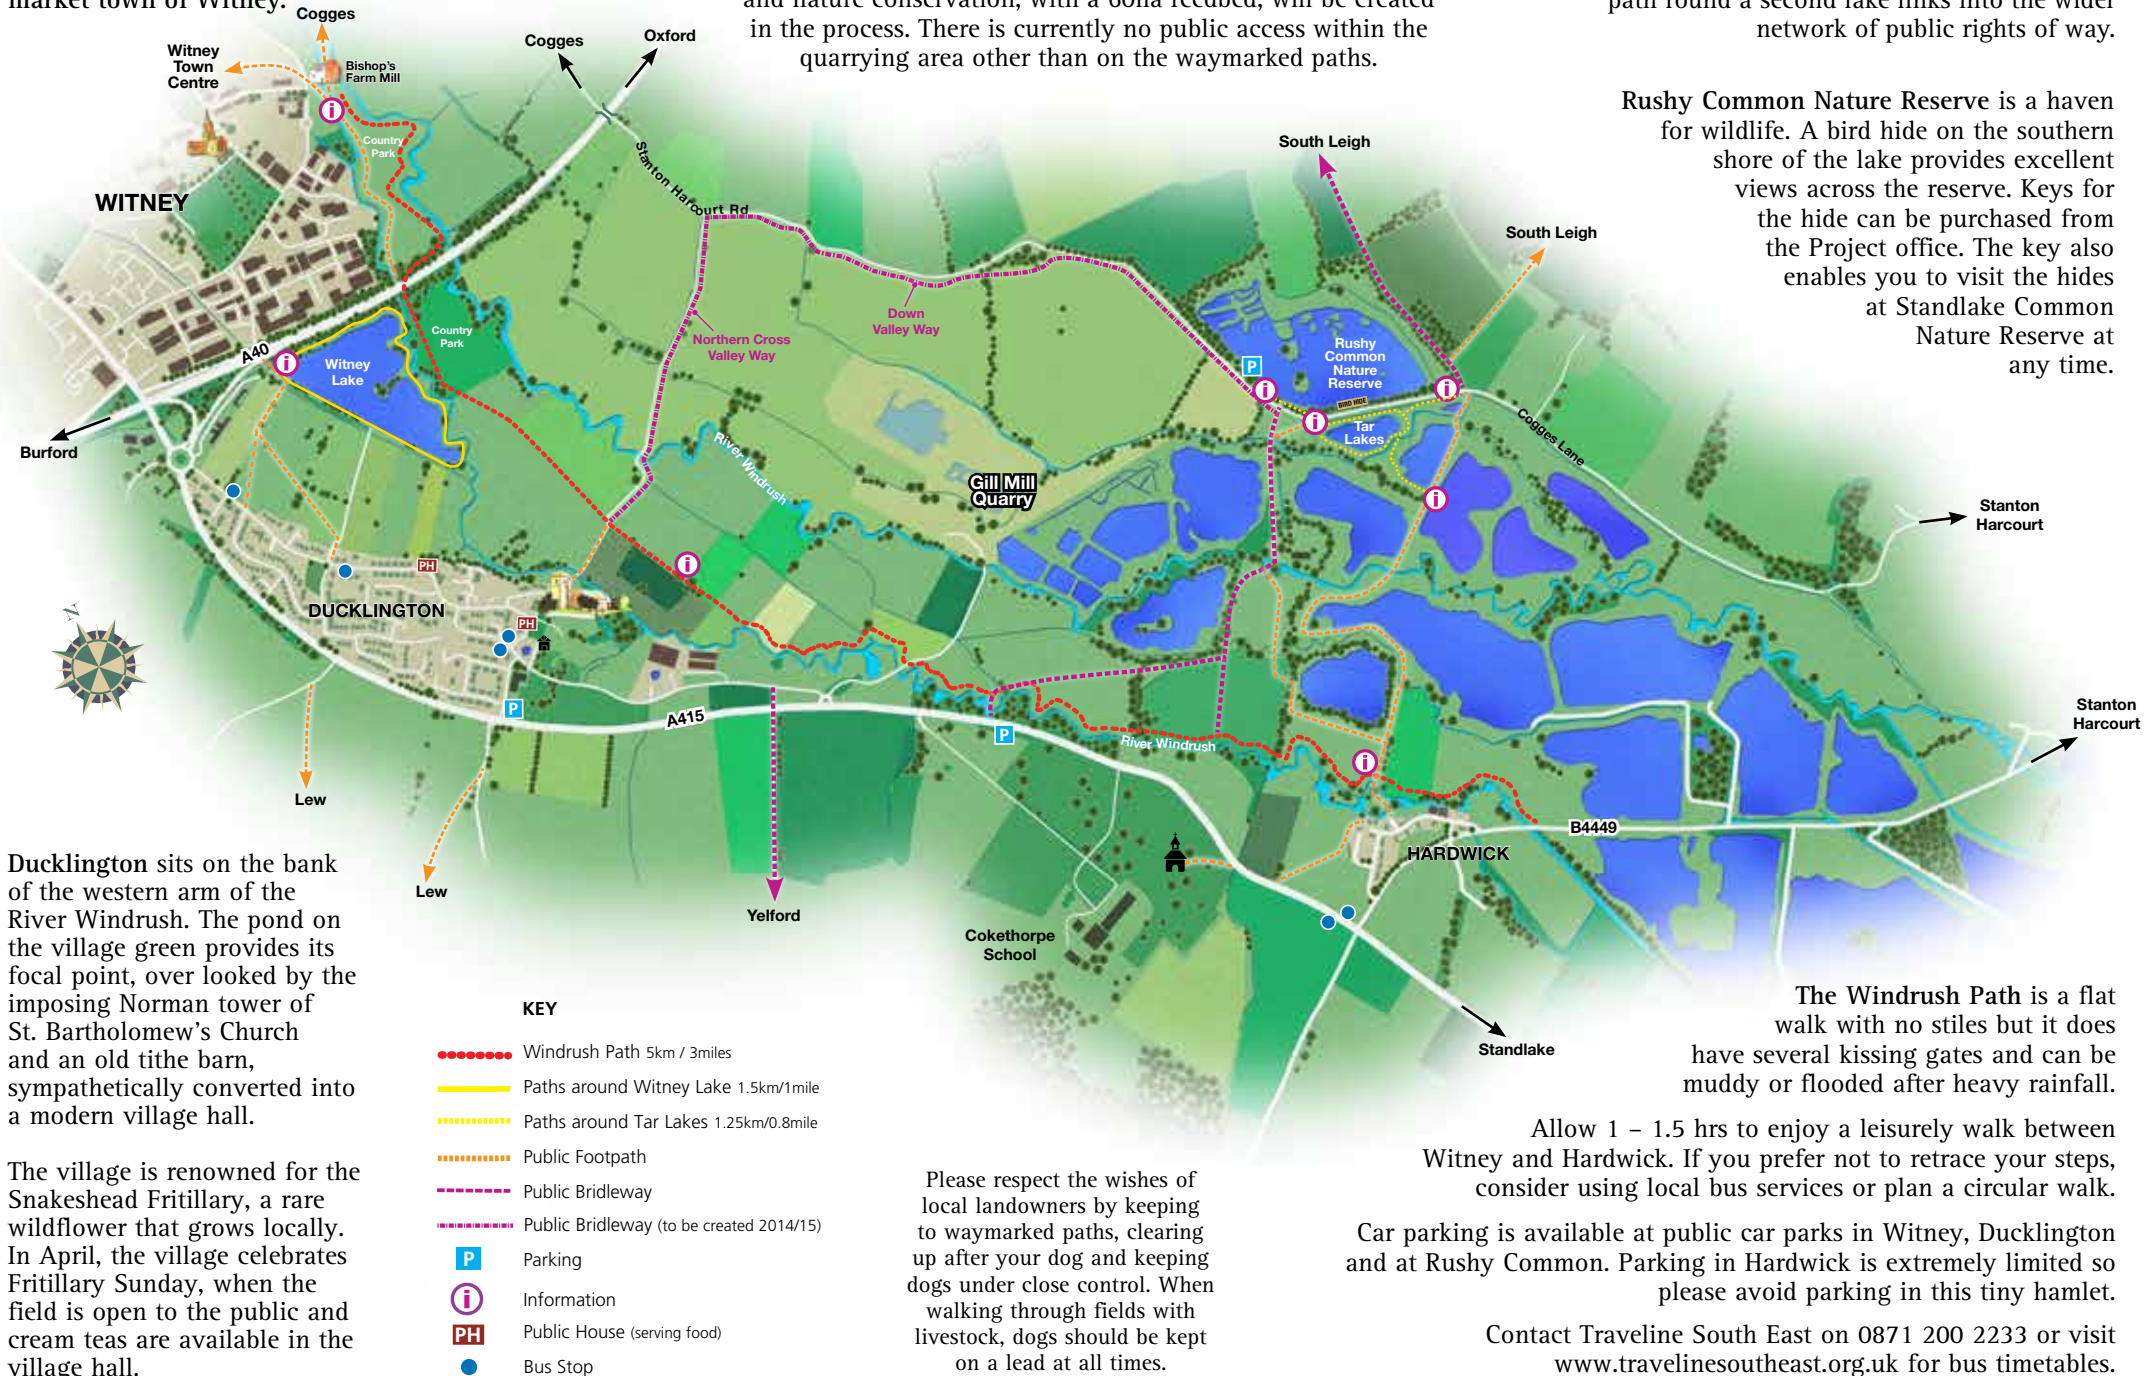 market town of Witney.
and nature conservation, with a 60ha reedbed, will be created
in the process. There is currently no public access within the
quarrying area other than on the waymarked paths.
path round a second lake links into the wider
network of public rights of way.
Rushy Common Nature Reserve is a haven
for wildlife. A bird hide on the southern
shore of the lake provides excellent
views across the reserve. Keys for
the hide can be purchased from
the Project office. The key also
enables you to visit the hides
at Standlake Common
Nature Reserve at
any time.
Cogges
Witney
Town
Centre
Bishop's
Farm Mill
Cogges
Oxford
Country
Park
WITNEY
Stanton Harcourt Rd
South Leigh
South Leigh
Down
Valley Way
Northern Cross
Valley Way
Country
Park
A40
Witney
Lake
Burford
P
i
Rushy
Common
Nature
Reserve
BIRD HIDE
Tar
Lakes
Cogges Lane
River Windrush
Gill Mill
Quarry
Stanton
Harcourt
PH
DUCKLINGTON
PH
N
P
A415
P
River Windrush
Stanton
Harcourt
Lew
Lew
Yelford
B4449
HARDWICK
Cokethorpe
School
Standlake
Ducklington sits on the bank
of the western arm of the
River Windrush. The pond on
the village green provides its
focal point, over looked by the
imposing Norman tower of
St. Bartholomew's Church
and an old tithe barn,
sympathetically converted into
a modern village hall.
The village is renowned for the
Snakeshead Fritillary, a rare
wildflower that grows locally.
In April, the village celebrates
Fritillary Sunday, when the
field is open to the public and
cream teas are available in the
village hall.
KEY
Windrush Path 5km / 3miles
Paths around Witney Lake 1.5km/1mile
Paths around Tar Lakes 1.25km/0.8mile
Public Footpath
Public Bridleway
Public Bridleway (to be created 2014/15)
P Parking
i Information
PH Public House (serving food)
Bus Stop
Please respect the wishes of
local landowners by keeping
to waymarked paths, clearing
up after your dog and keeping
dogs under close control. When
walking through fields with
livestock, dogs should be kept
on a lead at all times.
The Windrush Path is a flat
walk with no stiles but it does
have several kissing gates and can be
muddy or flooded after heavy rainfall.
Allow 1 – 1.5 hrs to enjoy a leisurely walk between
Witney and Hardwick. If you prefer not to retrace your steps,
consider using local bus services or plan a circular walk.
Car parking is available at public car parks in Witney, Ducklington
and at Rushy Common. Parking in Hardwick is extremely limited so
please avoid parking in this tiny hamlet.
Contact Traveline South East on 0871 200 2233 or visit
www.travelinesoutheast.org.uk for bus timetables.